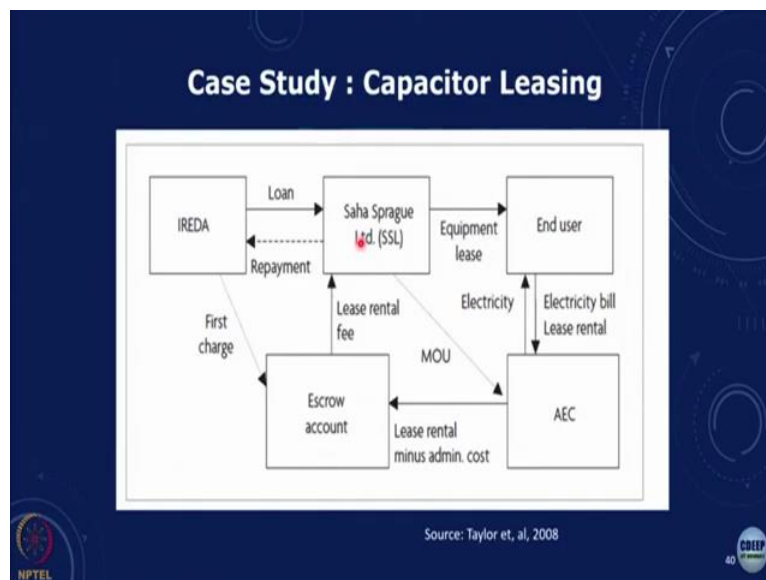 Case Study : Capacitor Leasing
IREDA
Loan
Repayment
Saha Sprague
Ltd. (SSL)
Equipment
lease
End user
First
charge
Lease rental
fee
MOU
Electricity
Electricity bill
Lease rental
Escrow
account
Lease rental
minus admin. cost
AEC
Source: Taylor et, al, 2008
NPTEL
40
CDEEP